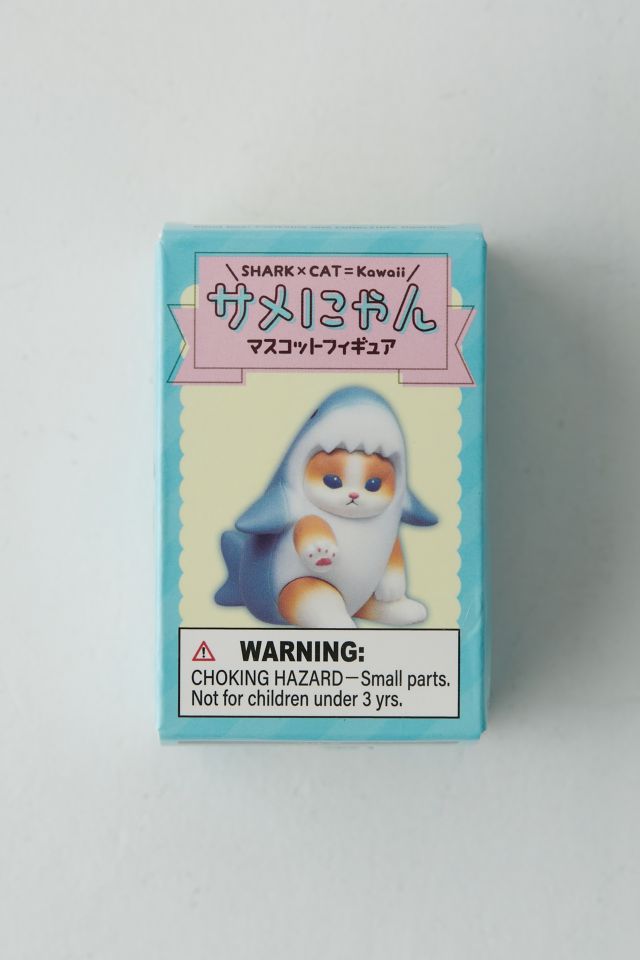 SHARK×CAT=Kawaii
サメにゃん
マスコットフィギュア
WARNING:
CHOKING HAZARD—Small parts.
Not for children under 3 yrs.